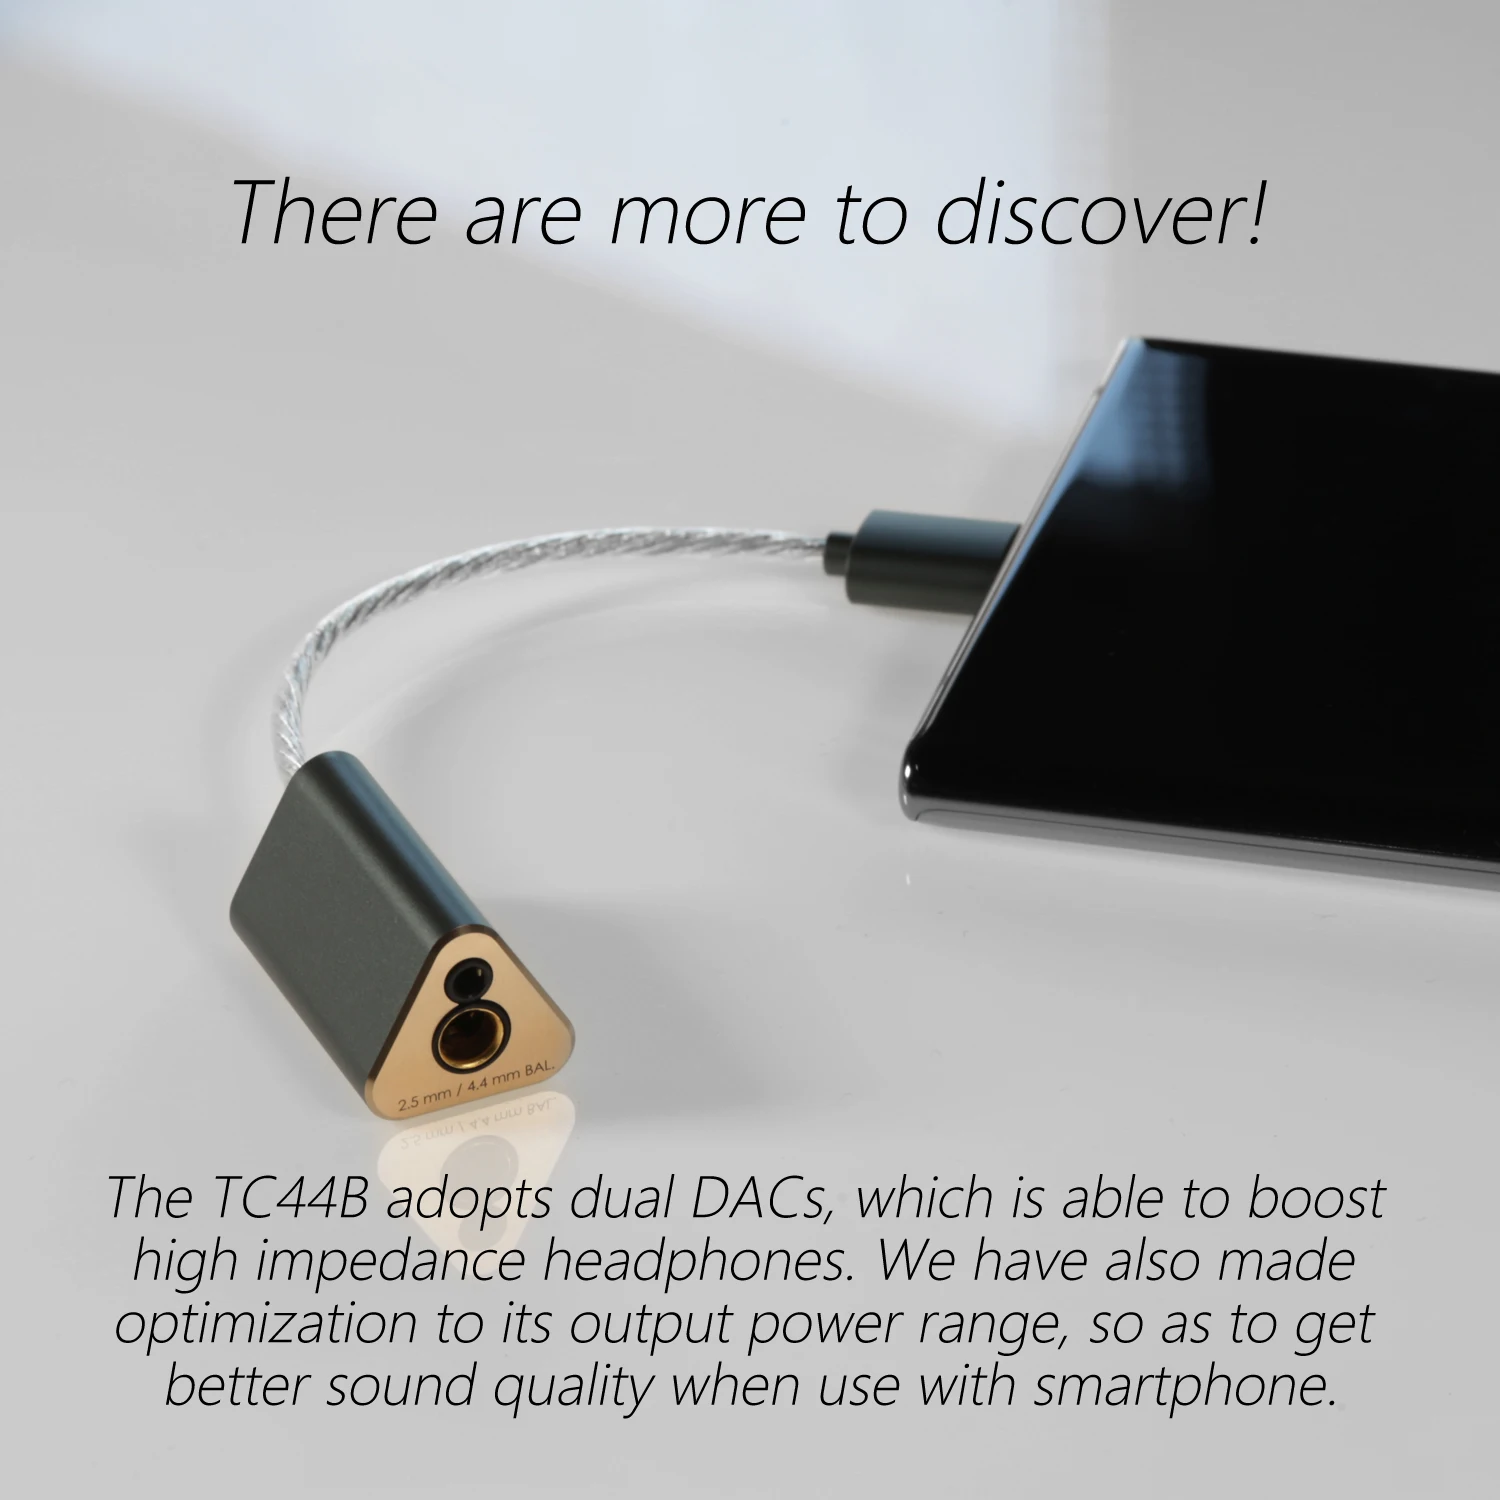 There are more to discover!
2.5 mm / 4.4 mm BAL.
The TC44B adopts dual DACs, which is able to boost
high impedance headphones. We have also made
optimization to its output power range, so as to get
better sound quality when use with smartphone.